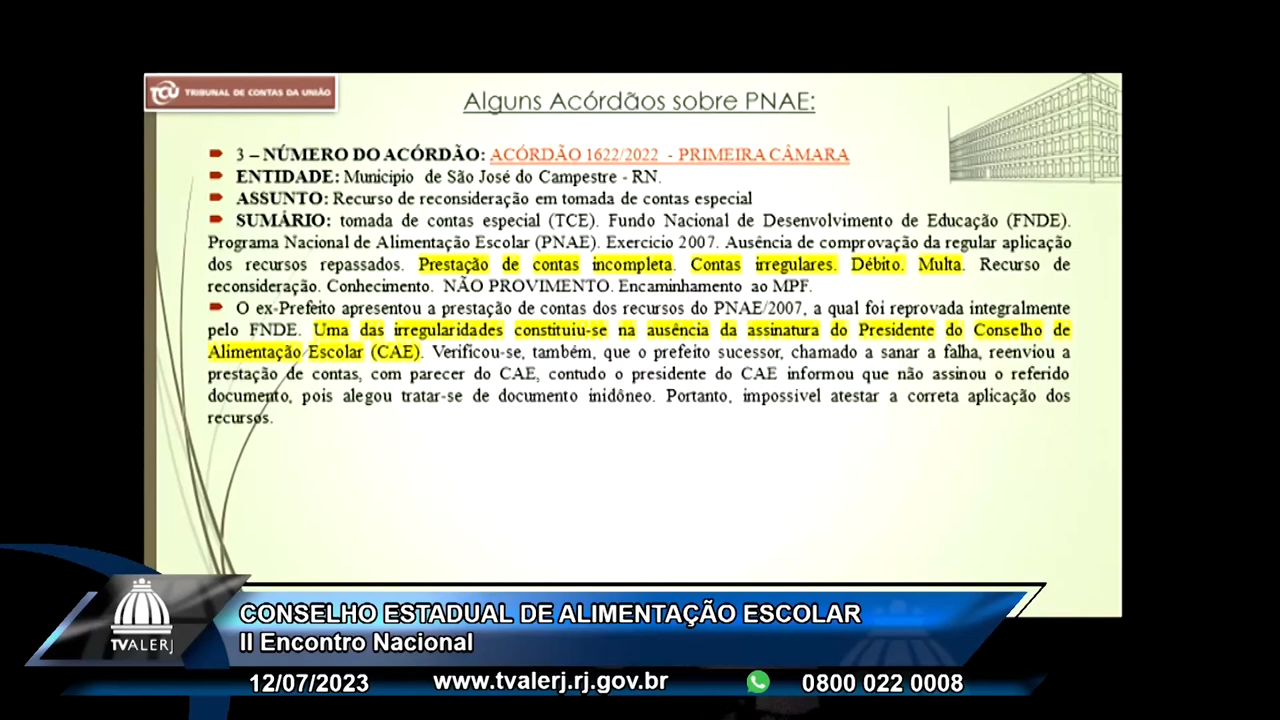 TCU TRIBUNAL DE CONTAS DA UNIÃO
Alguns Acórdãos sobre PNAE:
3 – NÚMERO DO ACÓRDÃO: ACÓRDÃO 1622/2022 - PRIMEIRA CÂMARA
ENTIDADE: Municipio de São José do Campestre - RN.
ASSUNTO: Recurso de reconsideração em tomada de contas especial
SUMÁRIO: tomada de contas especial (TCE). Fundo Nacional de Desenvolvimento de Educação (FNDE).
Programa Nacional de Alimentação Escolar (PNAE). Exercicio 2007. Ausência de comprovação da regular aplicação
dos recursos repassados. Prestação de contas incompleta. Contas irregulares. Débito. Multa. Recurso de
reconsideração. Conhecimento. NÃO PROVIMENTO. Encaminhamento ao MPF.
O ex-Prefeito apresentou a prestação de contas dos recursos do PNAE/2007, a qual foi reprovada integralmente
pelo FNDE. Uma das irregularidades constituiu-se na ausência da assinatura do Presidente do Conselho de
Alimentação Escolar (CAE). Verificou-se, também, que o prefeito sucessor, chamado a sanar a falha, reenviou a
prestação de contas, com parecer do CAE, contudo o presidente do CAE informou que não assinou o referido
documento, pois alegou tratar-se de documento inidôneo. Portanto, impossível atestar a correta aplicação dos
recursos.
CONSELHO ESTADUAL DE ALIMENTAÇÃO ESCOLAR
II Encontro Nacional
TVALERJ
12/07/2023 www.tvalerj.rj.gov.br 0800 022 0008